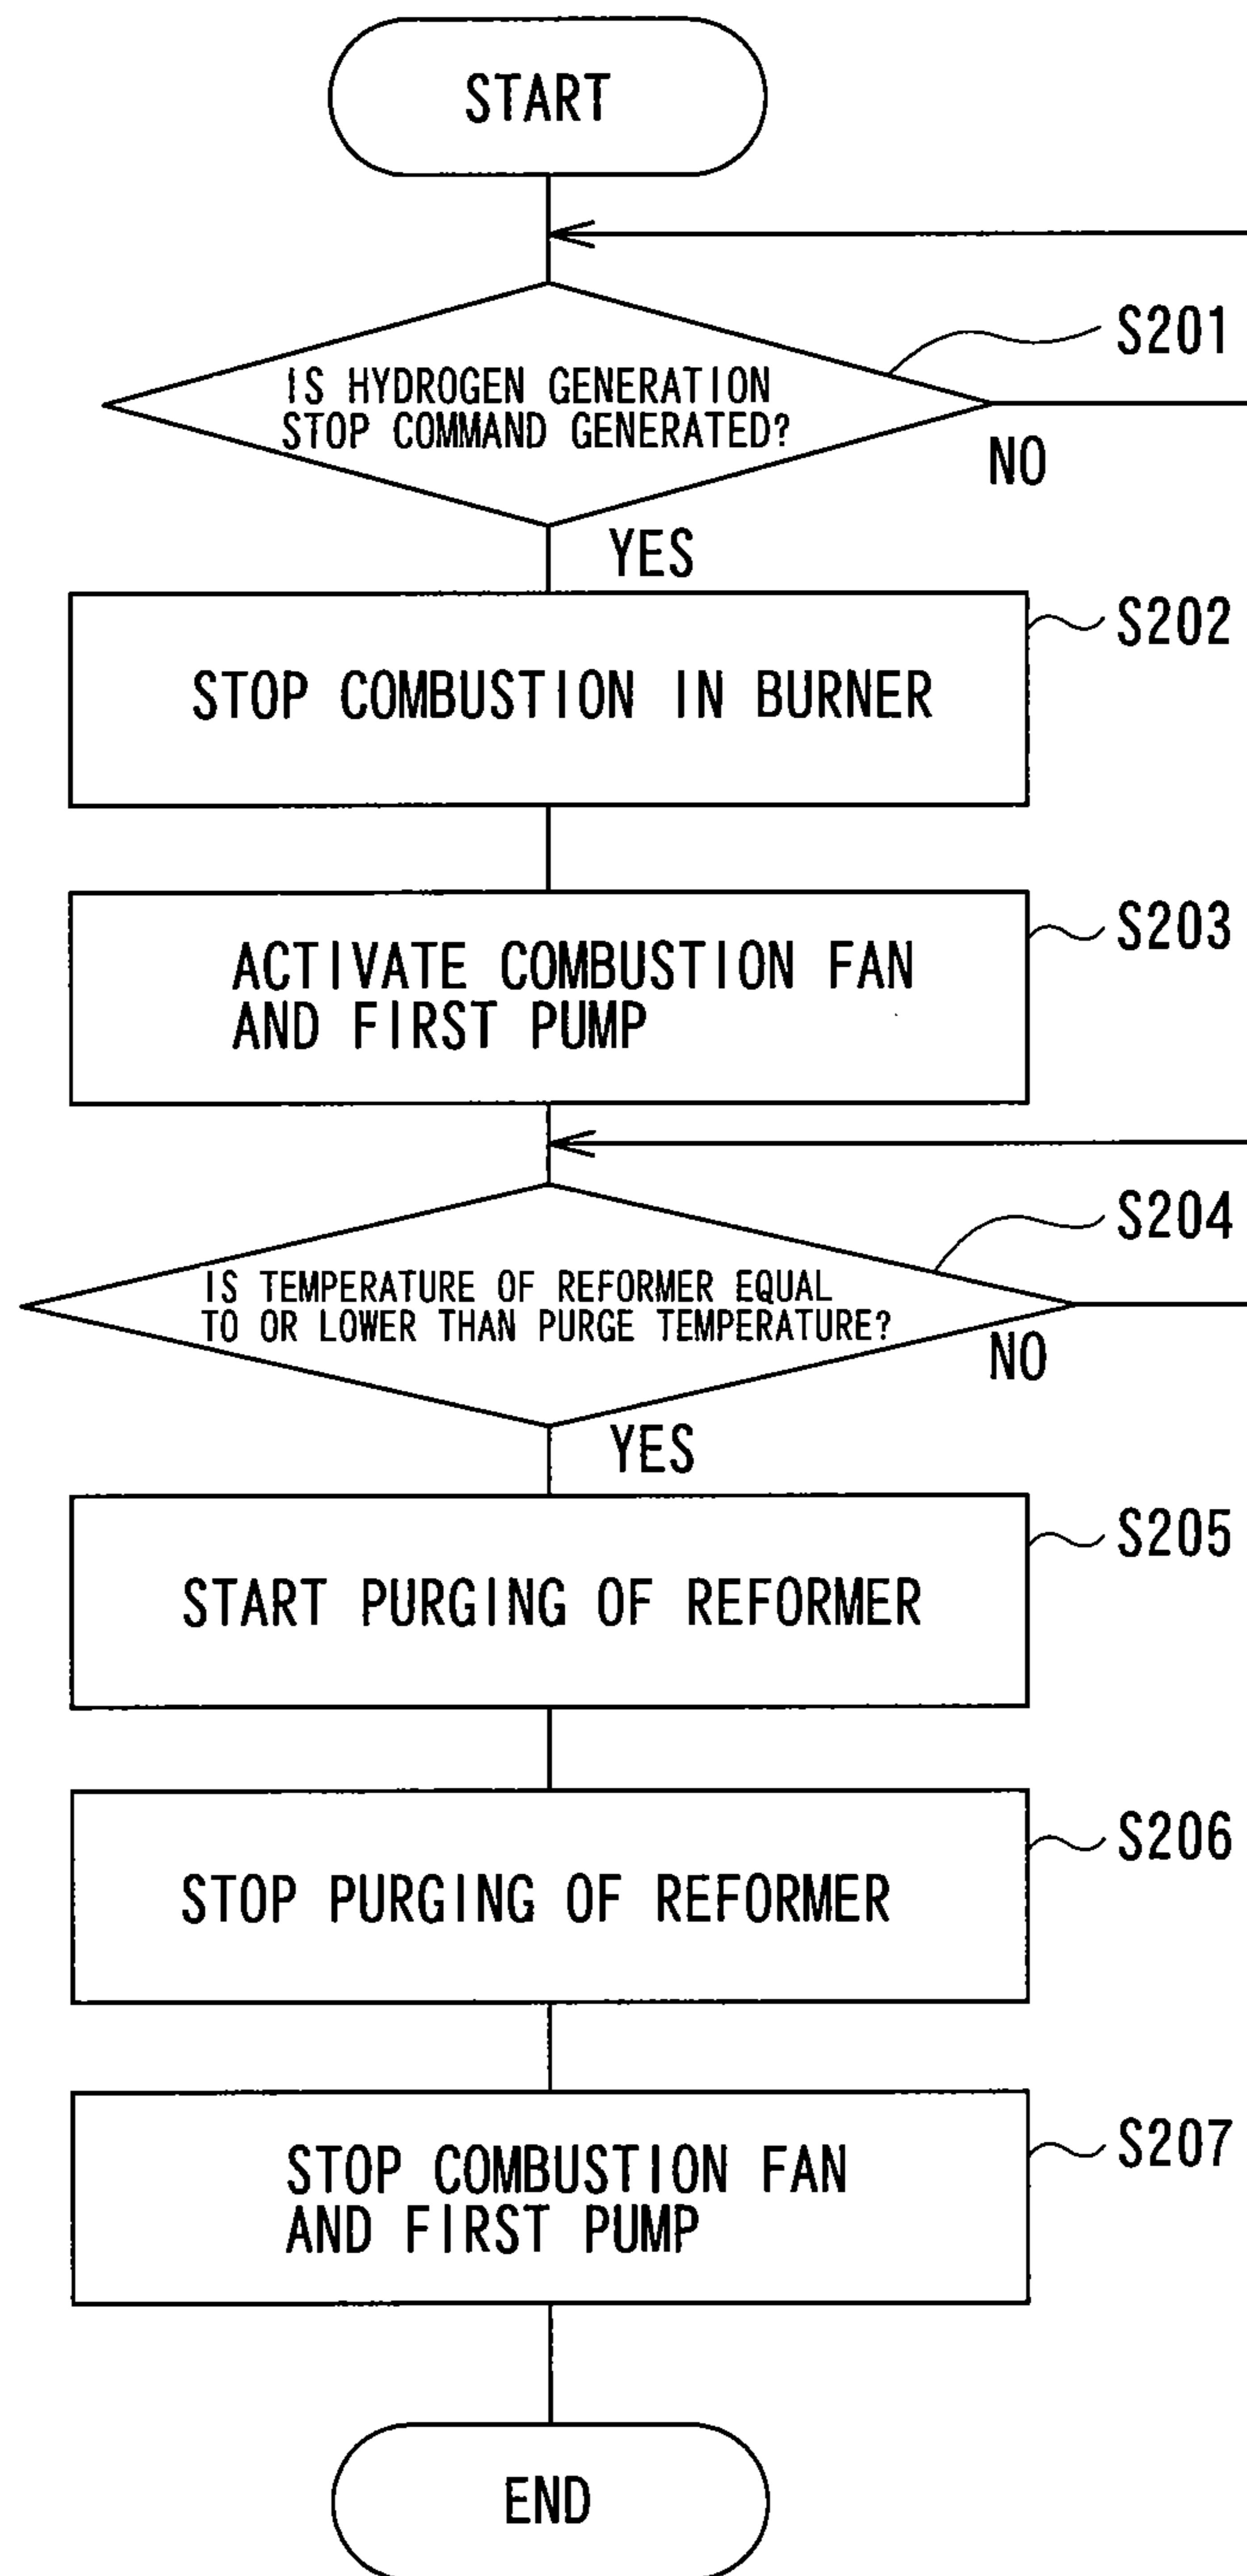 START
S201
IS HYDROGEN GENERATION
STOP COMMAND GENERATED?
NO
YES
S202
STOP COMBUSTION IN BURNER
S203
ACTIVATE COMBUSTION FAN
AND FIRST PUMP
S204
IS TEMPERATURE OF REFORMER EQUAL
TO OR LOWER THAN PURGE TEMPERATURE?
NO
YES
S205
START PURGING OF REFORMER
S206
STOP PURGING OF REFORMER
S207
STOP COMBUSTION FAN
AND FIRST PUMP
END